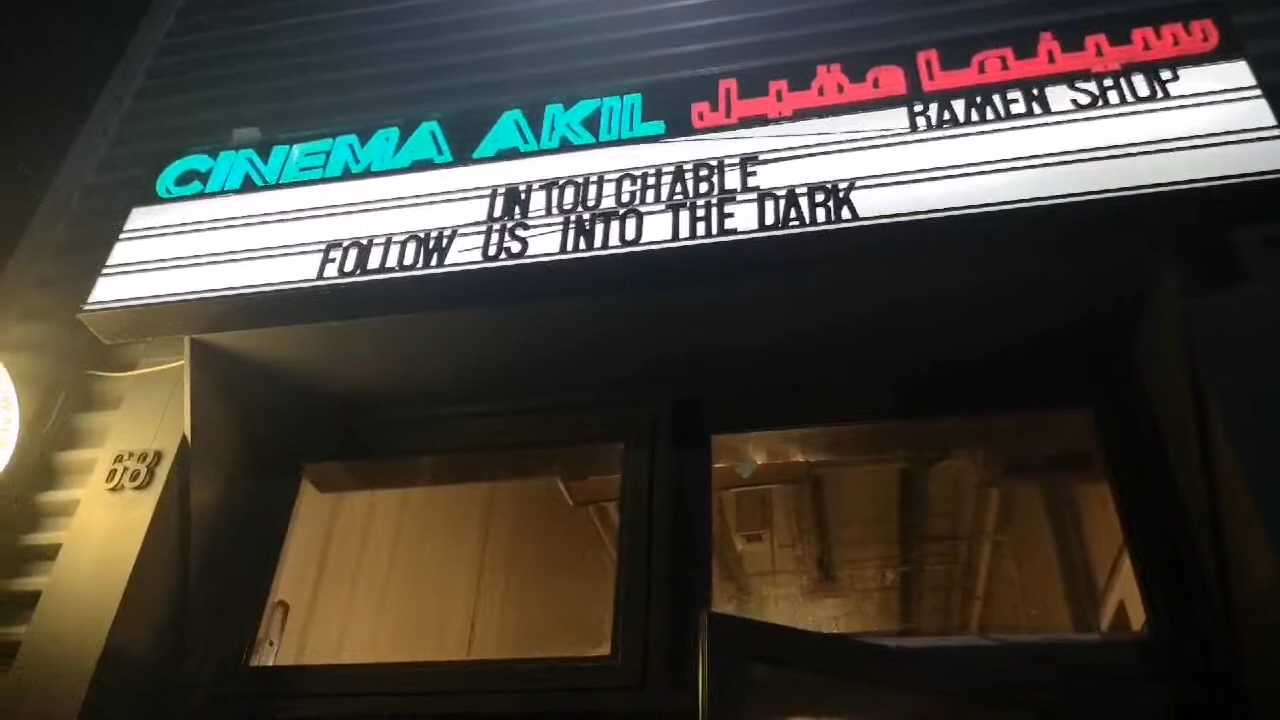 CINEMA AKIL سينما عقيل
RAMEN SHOP
UNTOUCHABLE
FOLLOW US INTO THE DARK
68